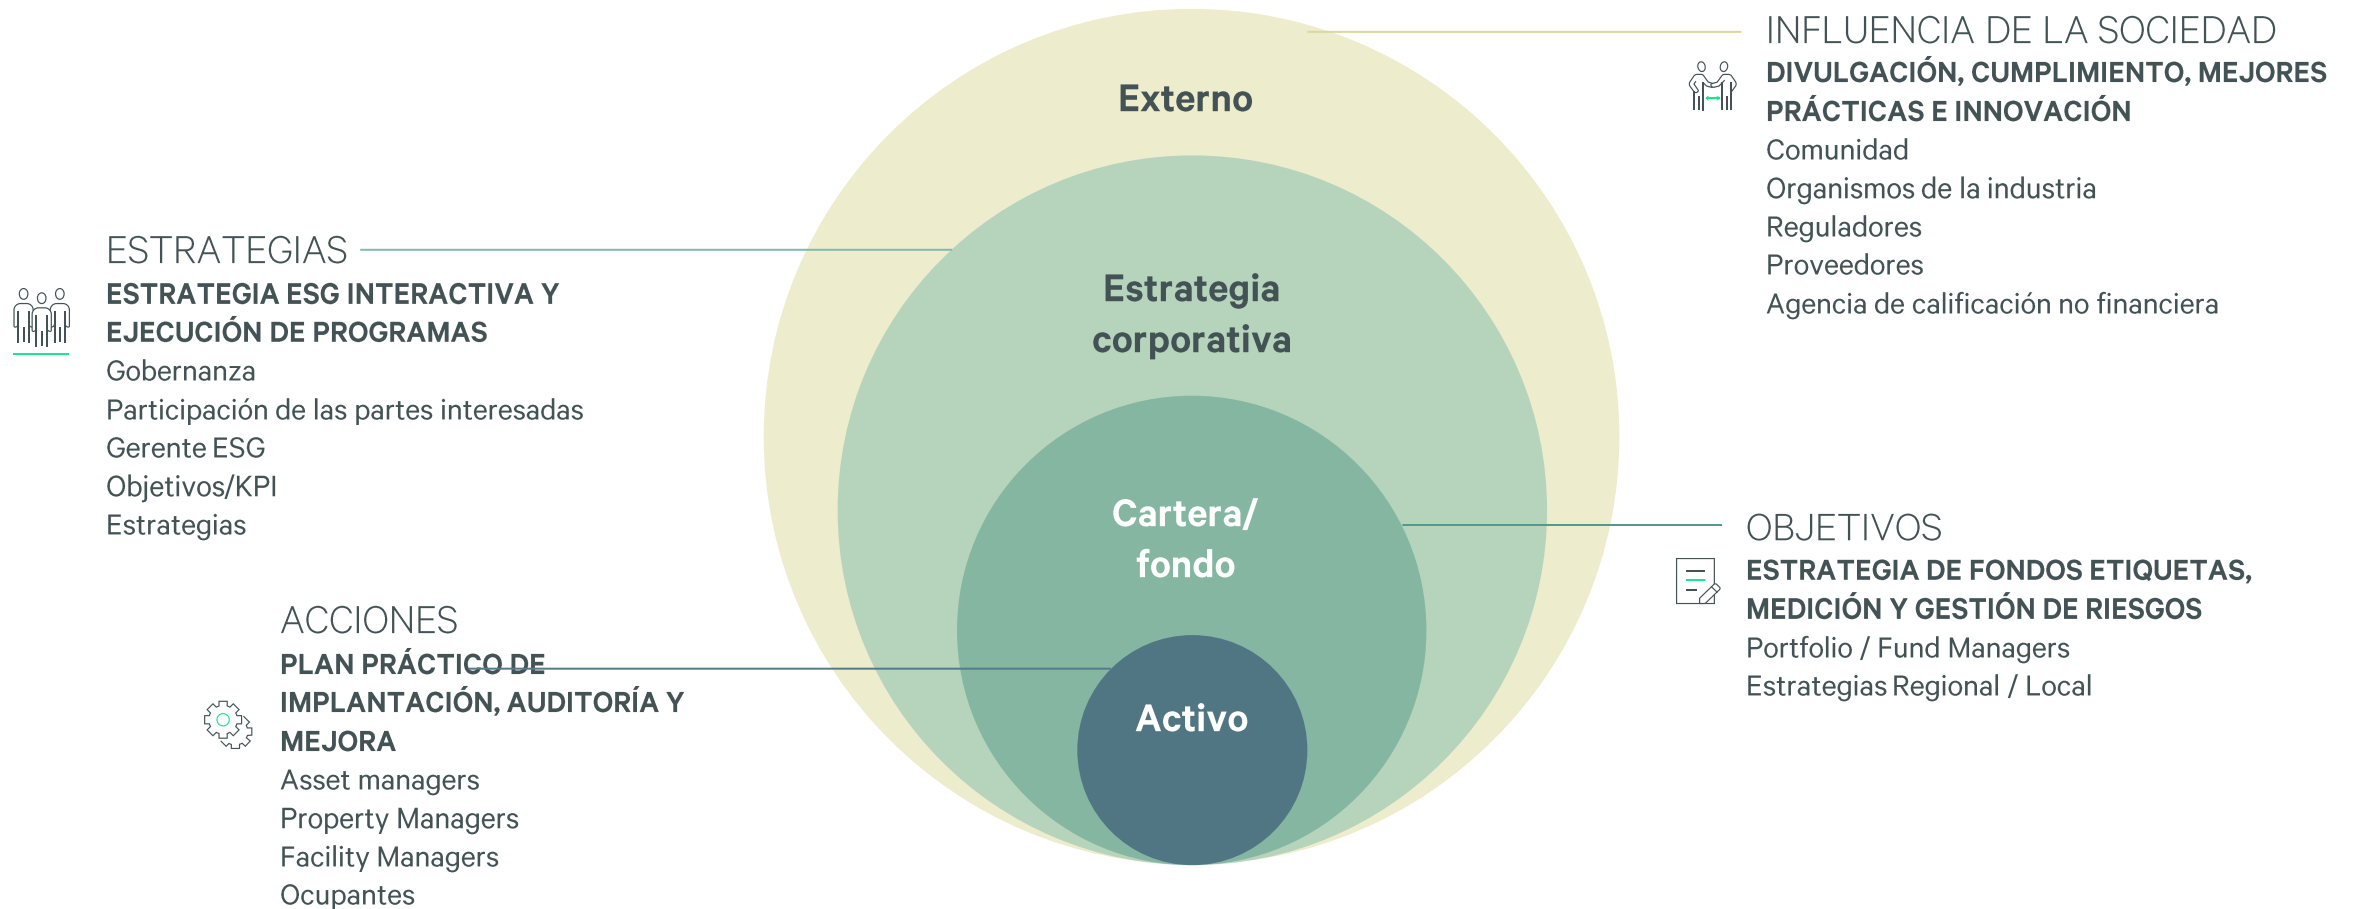 INFLUENCIA DE LA SOCIEDAD
DIVULGACIÓN, CUMPLIMIENTO, MEJORES
PRÁCTICAS E INNOVACIÓN
Comunidad
Organismos de la industria
Reguladores
Proveedores
Agencia de calificación no financiera
Externo
ESTRATEGIAS
ESTRATEGIA ESG INTERACTIVA Y
EJECUCIÓN DE PROGRAMAS
Gobernanza
Participación de las partes interesadas
Gerente ESG
Objetivos/KPI
Estrategias
Estrategia
corporativa
Cartera/
fondo
OBJETIVOS
ESTRATEGIA DE FONDOS ETIQUETAS,
MEDICIÓN Y GESTIÓN DE RIESGOS
Portfolio / Fund Managers
Estrategias Regional / Local
ACCIONES
PLAN PRÁCTICO DE
IMPLANTACIÓN, AUDITORÍA Y
MEJORA
Asset managers
Property Managers
Facility Managers
Ocupantes
Activo